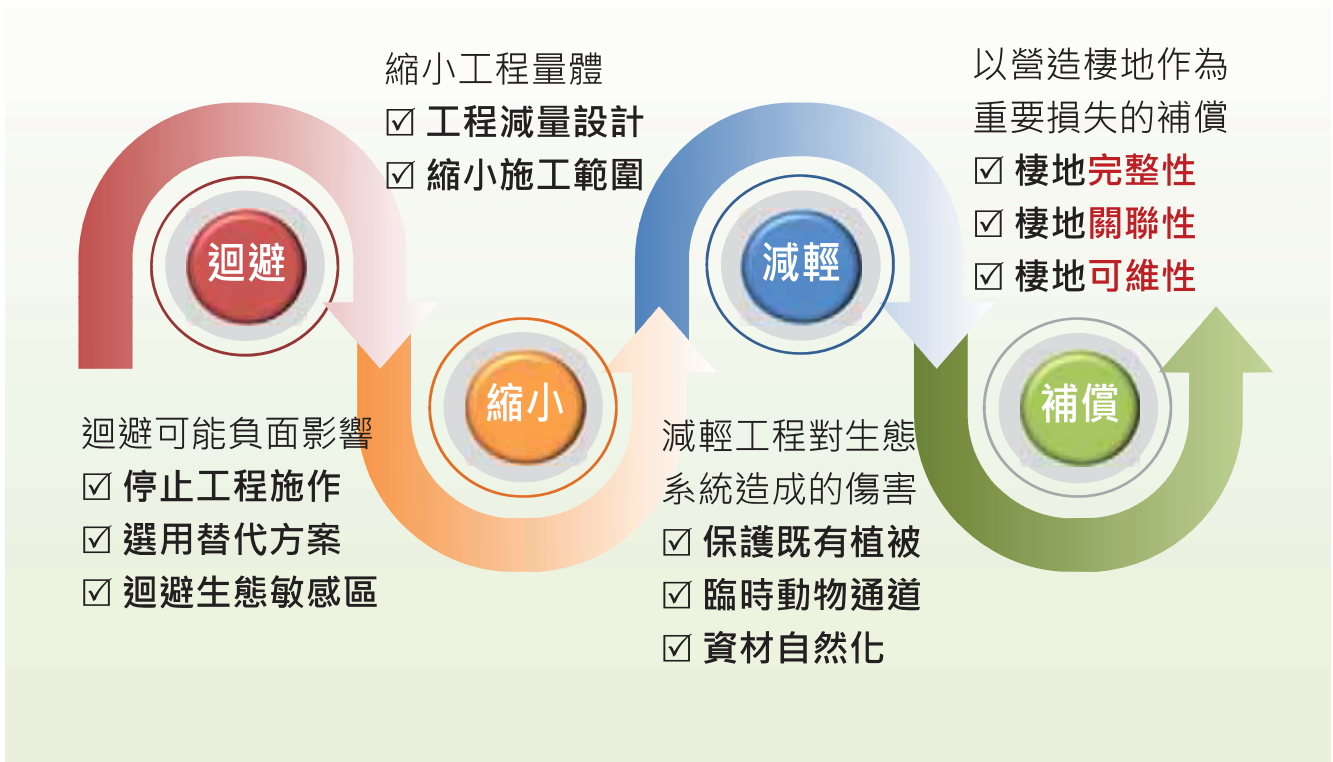 迴避
迴避可能負面影響
☑ 停止工程施作
☑ 選用替代方案
☑ 迴避生態敏感區
縮小工程量體
☑ 工程減量設計
☑ 縮小施工範圍
縮小
減輕
減輕工程對生態
系統造成的傷害
☑ 保護既有植被
☑ 臨時動物通道
☑ 資材自然化
以營造棲地作為
重要損失的補償
☑ 棲地完整性
☑ 棲地關聯性
☑ 棲地可維性
補償